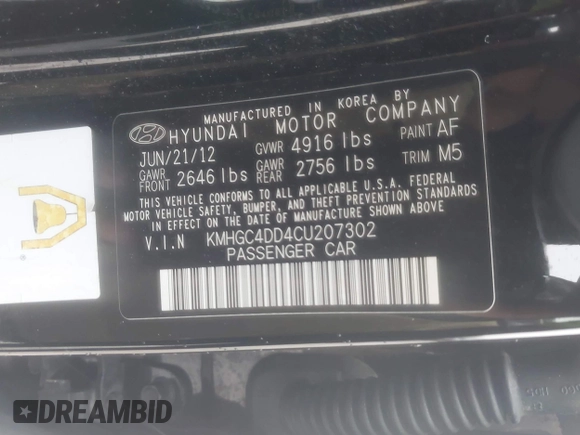 MANUFACTURED IN KOREA BY
HYUNDAI MOTOR COMPANY
JUN/21/12 GVWR 4916 lbs PAINT AF
GAWR FRONT 2646 lbs GAWR REAR 2756 lbs TRIM M5
THIS VEHICLE CONFORMS TO ALL APPLICABLE U.S.A. FEDERAL
MOTOR VEHICLE SAFETY, BUMPER, AND THEFT PREVENTION STANDARDS
IN EFFECT ON THE DATE OF MANUFACTURE SHOWN ABOVE
V.I.N KMHGC4DD4CU207302
PASSENGER CAR
DREAMBID